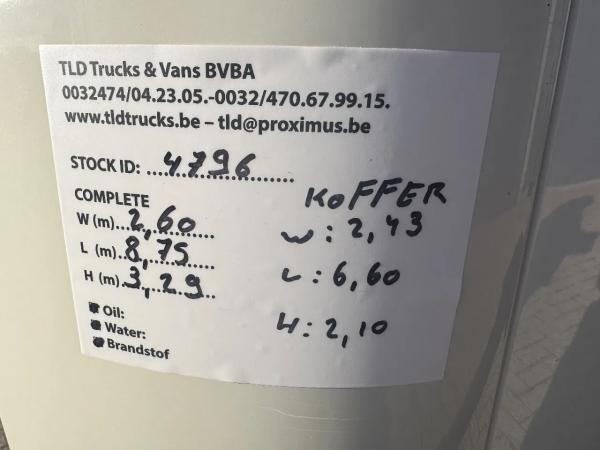 TLD Trucks & Vans BVBA
0032474/04.23.05.-0032/470.67.99.15.
www.tldtrucks.be – tld@proximus.be
STOCK ID: 4796
COMPLETE
W (m) 2,60
L (m) 8,75
H (m) 3,29
Oil:
Water:
Brandstof
KOFFER
W: 2,43
L: 6,60
H: 2,10